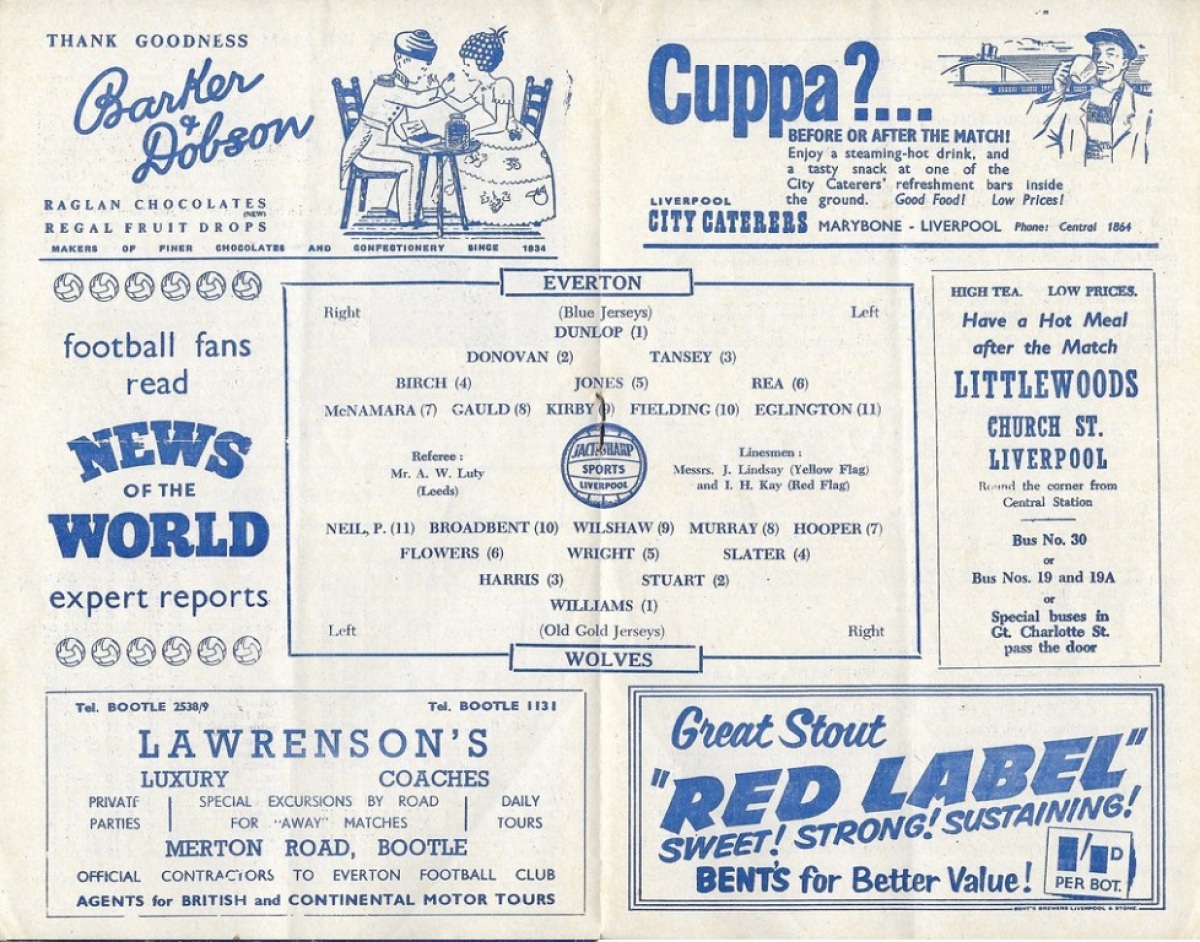 THANK GOODNESS
Barker
&
Dobson
RAGLAN CHOCOLATES
(NEW)
REGAL FRUIT DROPS
MAKERS OF FINER CHOCOLATES AND CONFECTIONERY SINCE 1834
Cuppa?...
BEFORE OR AFTER THE MATCH!
Enjoy a steaming-hot drink, and
a tasty snack at one of the
City Caterers' refreshment bars inside
the ground. Good Food! Low Prices!
LIVERPOOL
CITY CATERERS MARYBONE - LIVERPOOL Phone: Central 1864
football fans
read
NEWS
OF THE
WORLD
expert reports
EVERTON
Right (Blue Jerseys) Left
DUNLOP (1)
DONOVAN (2) TANSEY (3)
BIRCH (4) JONES (5) REA (6)
McNAMARA (7) GAULD (8) KIRBY (9) FIELDING (10) EGLINGTON (11)
Referee :
Mr. A. W. Luty
(Leeds)
JACK SHARP
SPORTS
LIVERPOOL
Linesmen :
Messrs. J. Lindsay (Yellow Flag)
and I. H. Kay (Red Flag)
NEIL, P. (11) BROADBENT (10) WILSHAW (9) MURRAY (8) HOOPER (7)
FLOWERS (6) WRIGHT (5) SLATER (4)
HARRIS (3) STUART (2)
WILLIAMS (1)
Left (Old Gold Jerseys) Right
WOLVES
HIGH TEA. LOW PRICES.
Have a Hot Meal
after the Match
LITTLEWOODS
CHURCH ST.
LIVERPOOL
Round the corner from
Central Station
Bus No. 30
or
Bus Nos. 19 and 19A
or
Special buses in
Gt. Charlotte St.
pass the door
Tel. BOOTLE 2538/9 Tel. BOOTLE 1131
LAWRENSON'S
LUXURY COACHES
PRIVATE PARTIES
SPECIAL EXCURSIONS BY ROAD
FOR "AWAY" MATCHES
DAILY TOURS
MERTON ROAD, BOOTLE
OFFICIAL CONTRACTORS TO EVERTON FOOTBALL CLUB
AGENTS for BRITISH and CONTINENTAL MOTOR TOURS
Great Stout
"RED LABEL"
SWEET! STRONG! SUSTAINING!
BENT'S for Better Value!
PER BOT.
BENT'S BREWERS LIVERPOOL & STONE